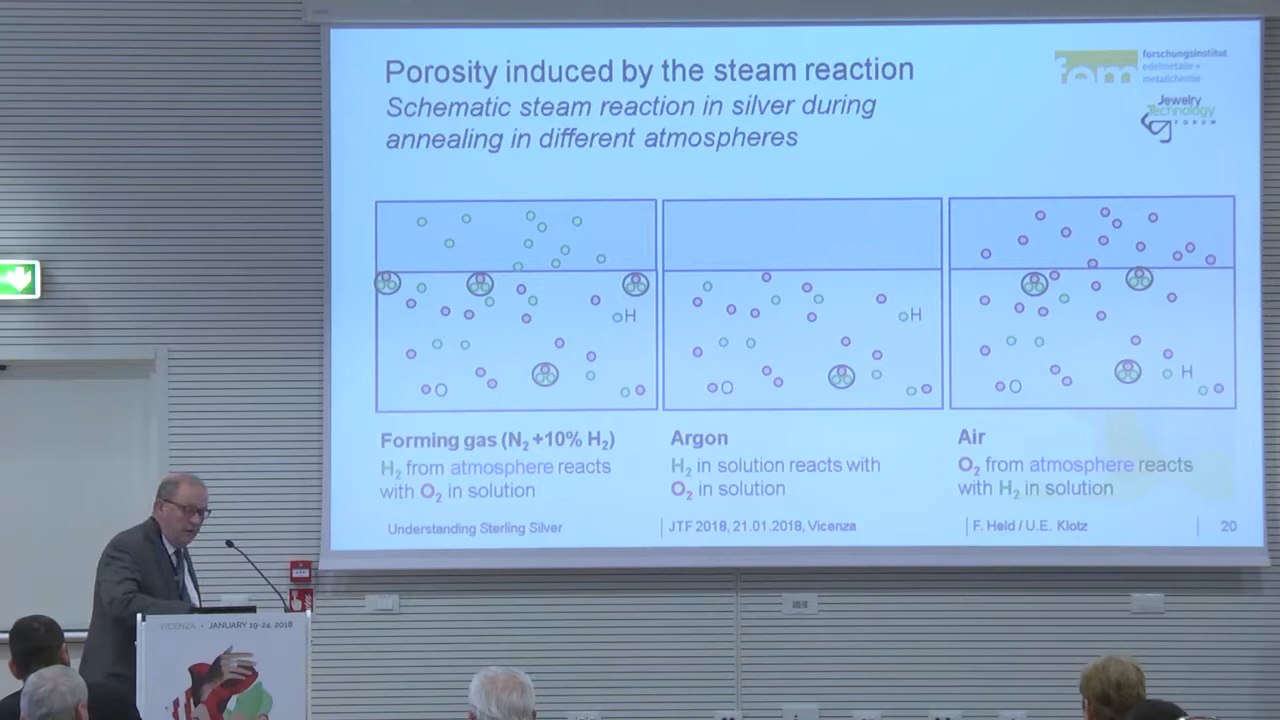 Porosity induced by the steam reaction
Schematic steam reaction in silver during
annealing in different atmospheres
fem
forschungsinstitut
edelmetalle +
metallchemie
Jewelry
Technology
FORUM
H
O
H
O
H
O
Forming gas (N₂ +10% H₂)
H₂ from atmosphere reacts
with O₂ in solution
Argon
H₂ in solution reacts with
O₂ in solution
Air
O₂ from atmosphere reacts
with H₂ in solution
Understanding Sterling Silver
JTF 2018, 21.01.2018, Vicenza
F. Held / U.E. Klotz
20
VICENZA • JANUARY 19-24, 2018